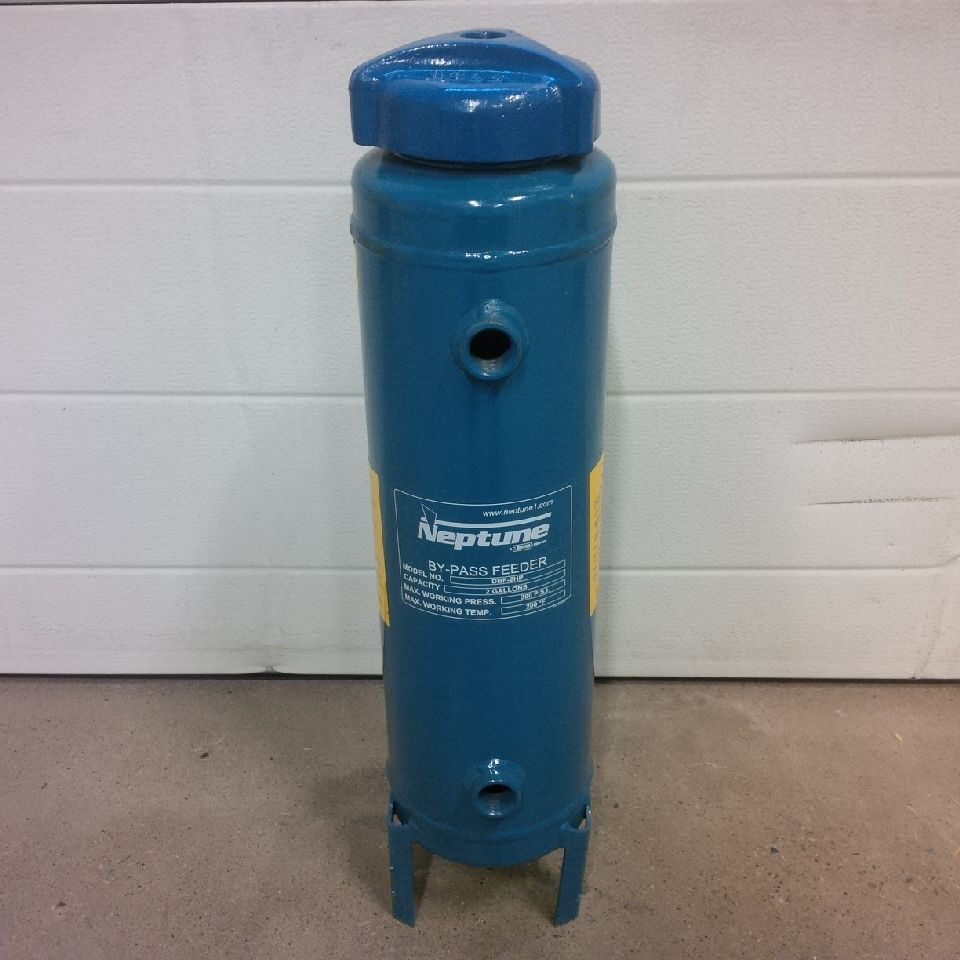 www.neptune1.com
Neptune
BY-PASS FEEDER
MODEL NO. DBF-2HP
CAPACITY 2 GALLONS
MAX. WORKING PRESS. 300 P.S.I.
MAX. WORKING TEMP. 200 °F